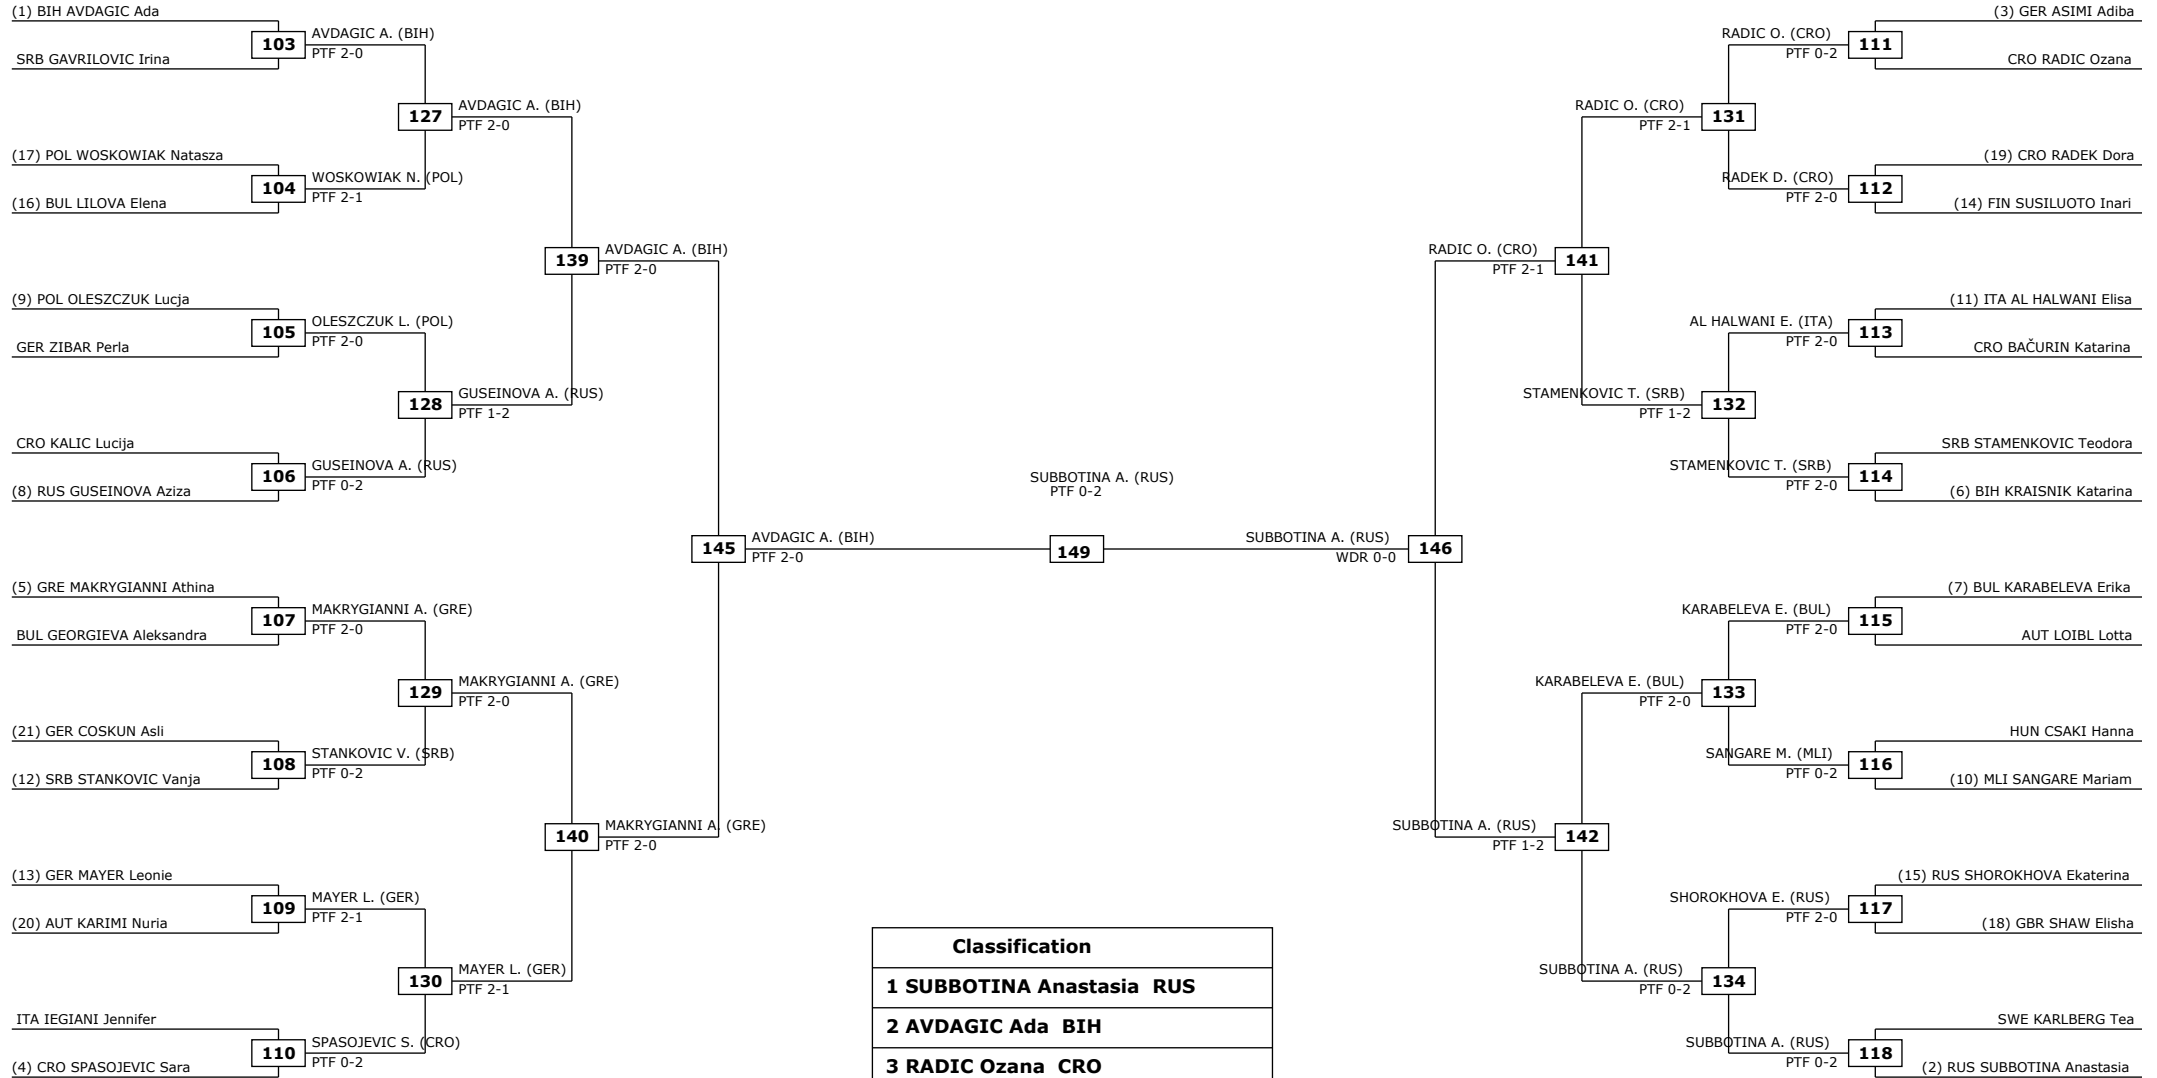 (1) BIH AVDAGIC Ada
SRB GAVRILOVIC Irina
103
AVDAGIC A. (BIH)
PTF 2-0
127
AVDAGIC A. (BIH)
PTF 2-0
(17) POL WOSKOWIAK Natasza
(16) BUL LILOVA Elena
104
WOSKOWIAK N. (POL)
PTF 2-1
139
AVDAGIC A. (BIH)
PTF 2-0
(9) POL OLESZCZUK Lucja
GER ZIBAR Perla
105
OLESZCZUK L. (POL)
PTF 2-0
128
GUSEINOVA A. (RUS)
PTF 1-2
CRO KALIC Lucija
(8) RUS GUSEINOVA Aziza
106
GUSEINOVA A. (RUS)
PTF 0-2
145
AVDAGIC A. (BIH)
PTF 2-0
(5) GRE MAKRYGIANNI Athina
BUL GEORGIEVA Aleksandra
107
MAKRYGIANNI A. (GRE)
PTF 2-0
129
MAKRYGIANNI A. (GRE)
PTF 2-0
(21) GER COSKUN Asli
(12) SRB STANKOVIC Vanja
108
STANKOVIC V. (SRB)
PTF 0-2
140
MAKRYGIANNI A. (GRE)
PTF 2-0
(13) GER MAYER Leonie
(20) AUT KARIMI Nuria
109
MAYER L. (GER)
PTF 2-1
130
MAYER L. (GER)
PTF 2-1
ITA IEGIANI Jennifer
(4) CRO SPASOJEVIC Sara
110
SPASOJEVIC S. (CRO)
PTF 0-2
SUBBOTINA A. (RUS)
PTF 0-2
149
(3) GER ASIMI Adiba
CRO RADIC Ozana
111
RADIC O. (CRO)
PTF 0-2
131
RADIC O. (CRO)
PTF 2-1
(19) CRO RADEK Dora
(14) FIN SUSILUOTO Inari
112
RADEK D. (CRO)
PTF 2-0
141
RADIC O. (CRO)
PTF 2-1
(11) ITA AL HALWANI Elisa
CRO BAČURIN Katarina
113
AL HALWANI E. (ITA)
PTF 2-0
132
STAMENKOVIC T. (SRB)
PTF 1-2
SRB STAMENKOVIC Teodora
(6) BIH KRAISNIK Katarina
114
STAMENKOVIC T. (SRB)
PTF 2-0
146
SUBBOTINA A. (RUS)
WDR 0-0
(7) BUL KARABELEVA Erika
AUT LOIBL Lotta
115
KARABELEVA E. (BUL)
PTF 2-0
133
KARABELEVA E. (BUL)
PTF 2-0
HUN CSAKI Hanna
(10) MLI SANGARE Mariam
116
SANGARE M. (MLI)
PTF 0-2
142
SUBBOTINA A. (RUS)
PTF 1-2
(15) RUS SHOROKHOVA Ekaterina
(18) GBR SHAW Elisha
117
SHOROKHOVA E. (RUS)
PTF 2-0
134
SUBBOTINA A. (RUS)
PTF 0-2
SWE KARLBERG Tea
(2) RUS SUBBOTINA Anastasia
118
SUBBOTINA A. (RUS)
PTF 0-2
Classification
1 SUBBOTINA Anastasia RUS
2 AVDAGIC Ada BIH
3 RADIC Ozana CRO